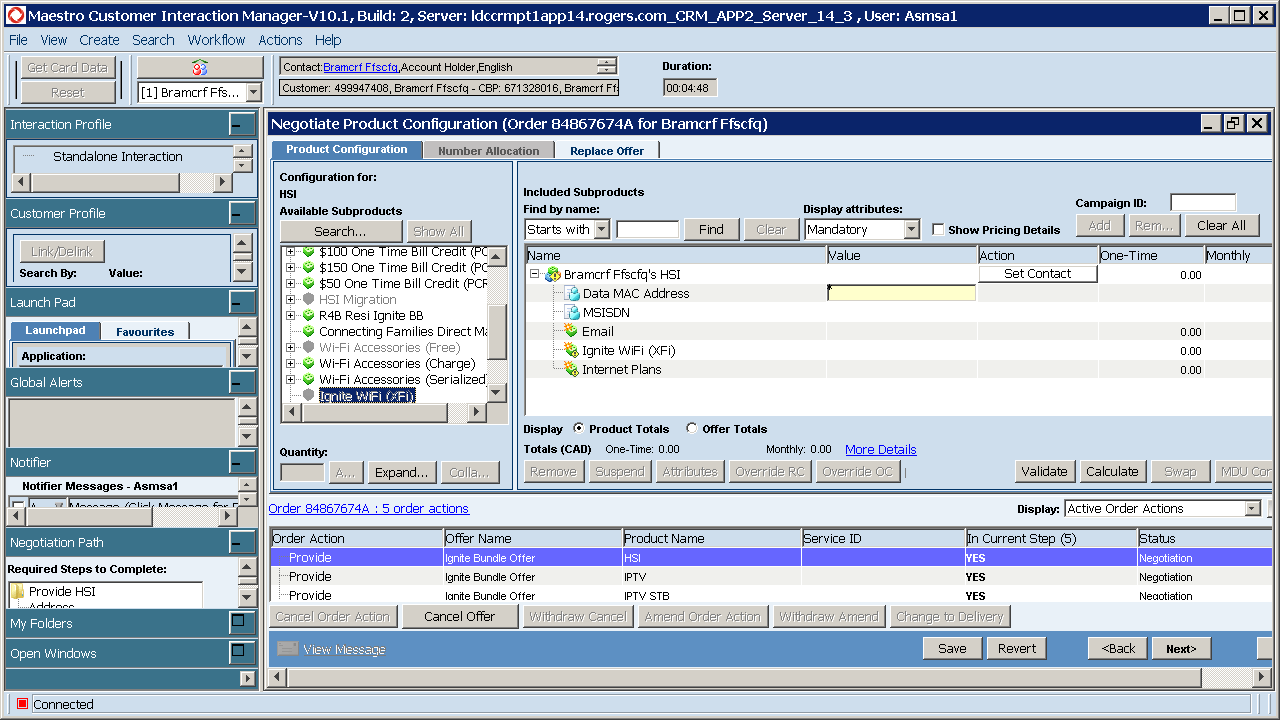 Maestro Customer Interaction Manager-V10.1, Build: 2, Server: ldccrmpt1app14.rogers.com_CRM_APP2_Server_14_3 , User: Asmsa1
File View Create Search Workflow Actions Help
Get Card Data
Reset
[1] Bramcrf Ffs...
Contact:Bramcrf Ffscfq,Account Holder,English
Customer: 499947408, Bramcrf Ffscfq - CBP: 671328016, Bramcrf Ff
Duration:
00:04:48
Interaction Profile
Standalone Interaction
Customer Profile
Link/Delink
Search By: Value:
Launch Pad
Launchpad Favourites
Application:
Global Alerts
Notifier
Notifier Messages - Asmsa1
Negotiation Path
Required Steps to Complete:
Provide HSI
Address
My Folders
Open Windows
Negotiate Product Configuration (Order 84867674A for Bramcrf Ffscfq)
Product Configuration Number Allocation Replace Offer
Configuration for:
HSI
Available Subproducts
Search... Show All
$100 One Time Bill Credit (PC
$150 One Time Bill Credit (PC
$50 One Time Bill Credit (PCR
HSI Migration
R4B Resi Ignite BB
Connecting Families Direct Ma
Wi-Fi Accessories (Free)
Wi-Fi Accessories (Charge)
Wi-Fi Accessories (Serialized)
Ignite WiFi (XFi)
Quantity:
A... Expand... Colla...
Included Subproducts
Find by name:
Starts with Find Clear
Display attributes:
Mandatory
Show Pricing Details
Campaign ID:
Add Rem... Clear All
Name Value Action One-Time Monthly
Bramcrf Ffscfq's HSI Set Contact 0.00
Data MAC Address
MSISDN
Email 0.00
Ignite WiFi (XFi) 0.00
Internet Plans 0.00
Display Product Totals Offer Totals
Totals (CAD) One-Time: 0.00 Monthly: 0.00 More Details
Remove Suspend Attributes Override RC Override OC Validate Calculate Swap MDU Cor
Order 84867674A : 5 order actions
Display: Active Order Actions
Order Action Offer Name Product Name Service ID In Current Step (5) Status
Provide Ignite Bundle Offer HSI YES Negotiation
Provide Ignite Bundle Offer IPTV YES Negotiation
Provide Ignite Bundle Offer IPTV STB YES Negotiation
Cancel Order Action Cancel Offer Withdraw Cancel Amend Order Action Withdraw Amend Change to Delivery
View Message
Save Revert <Back Next>
Connected